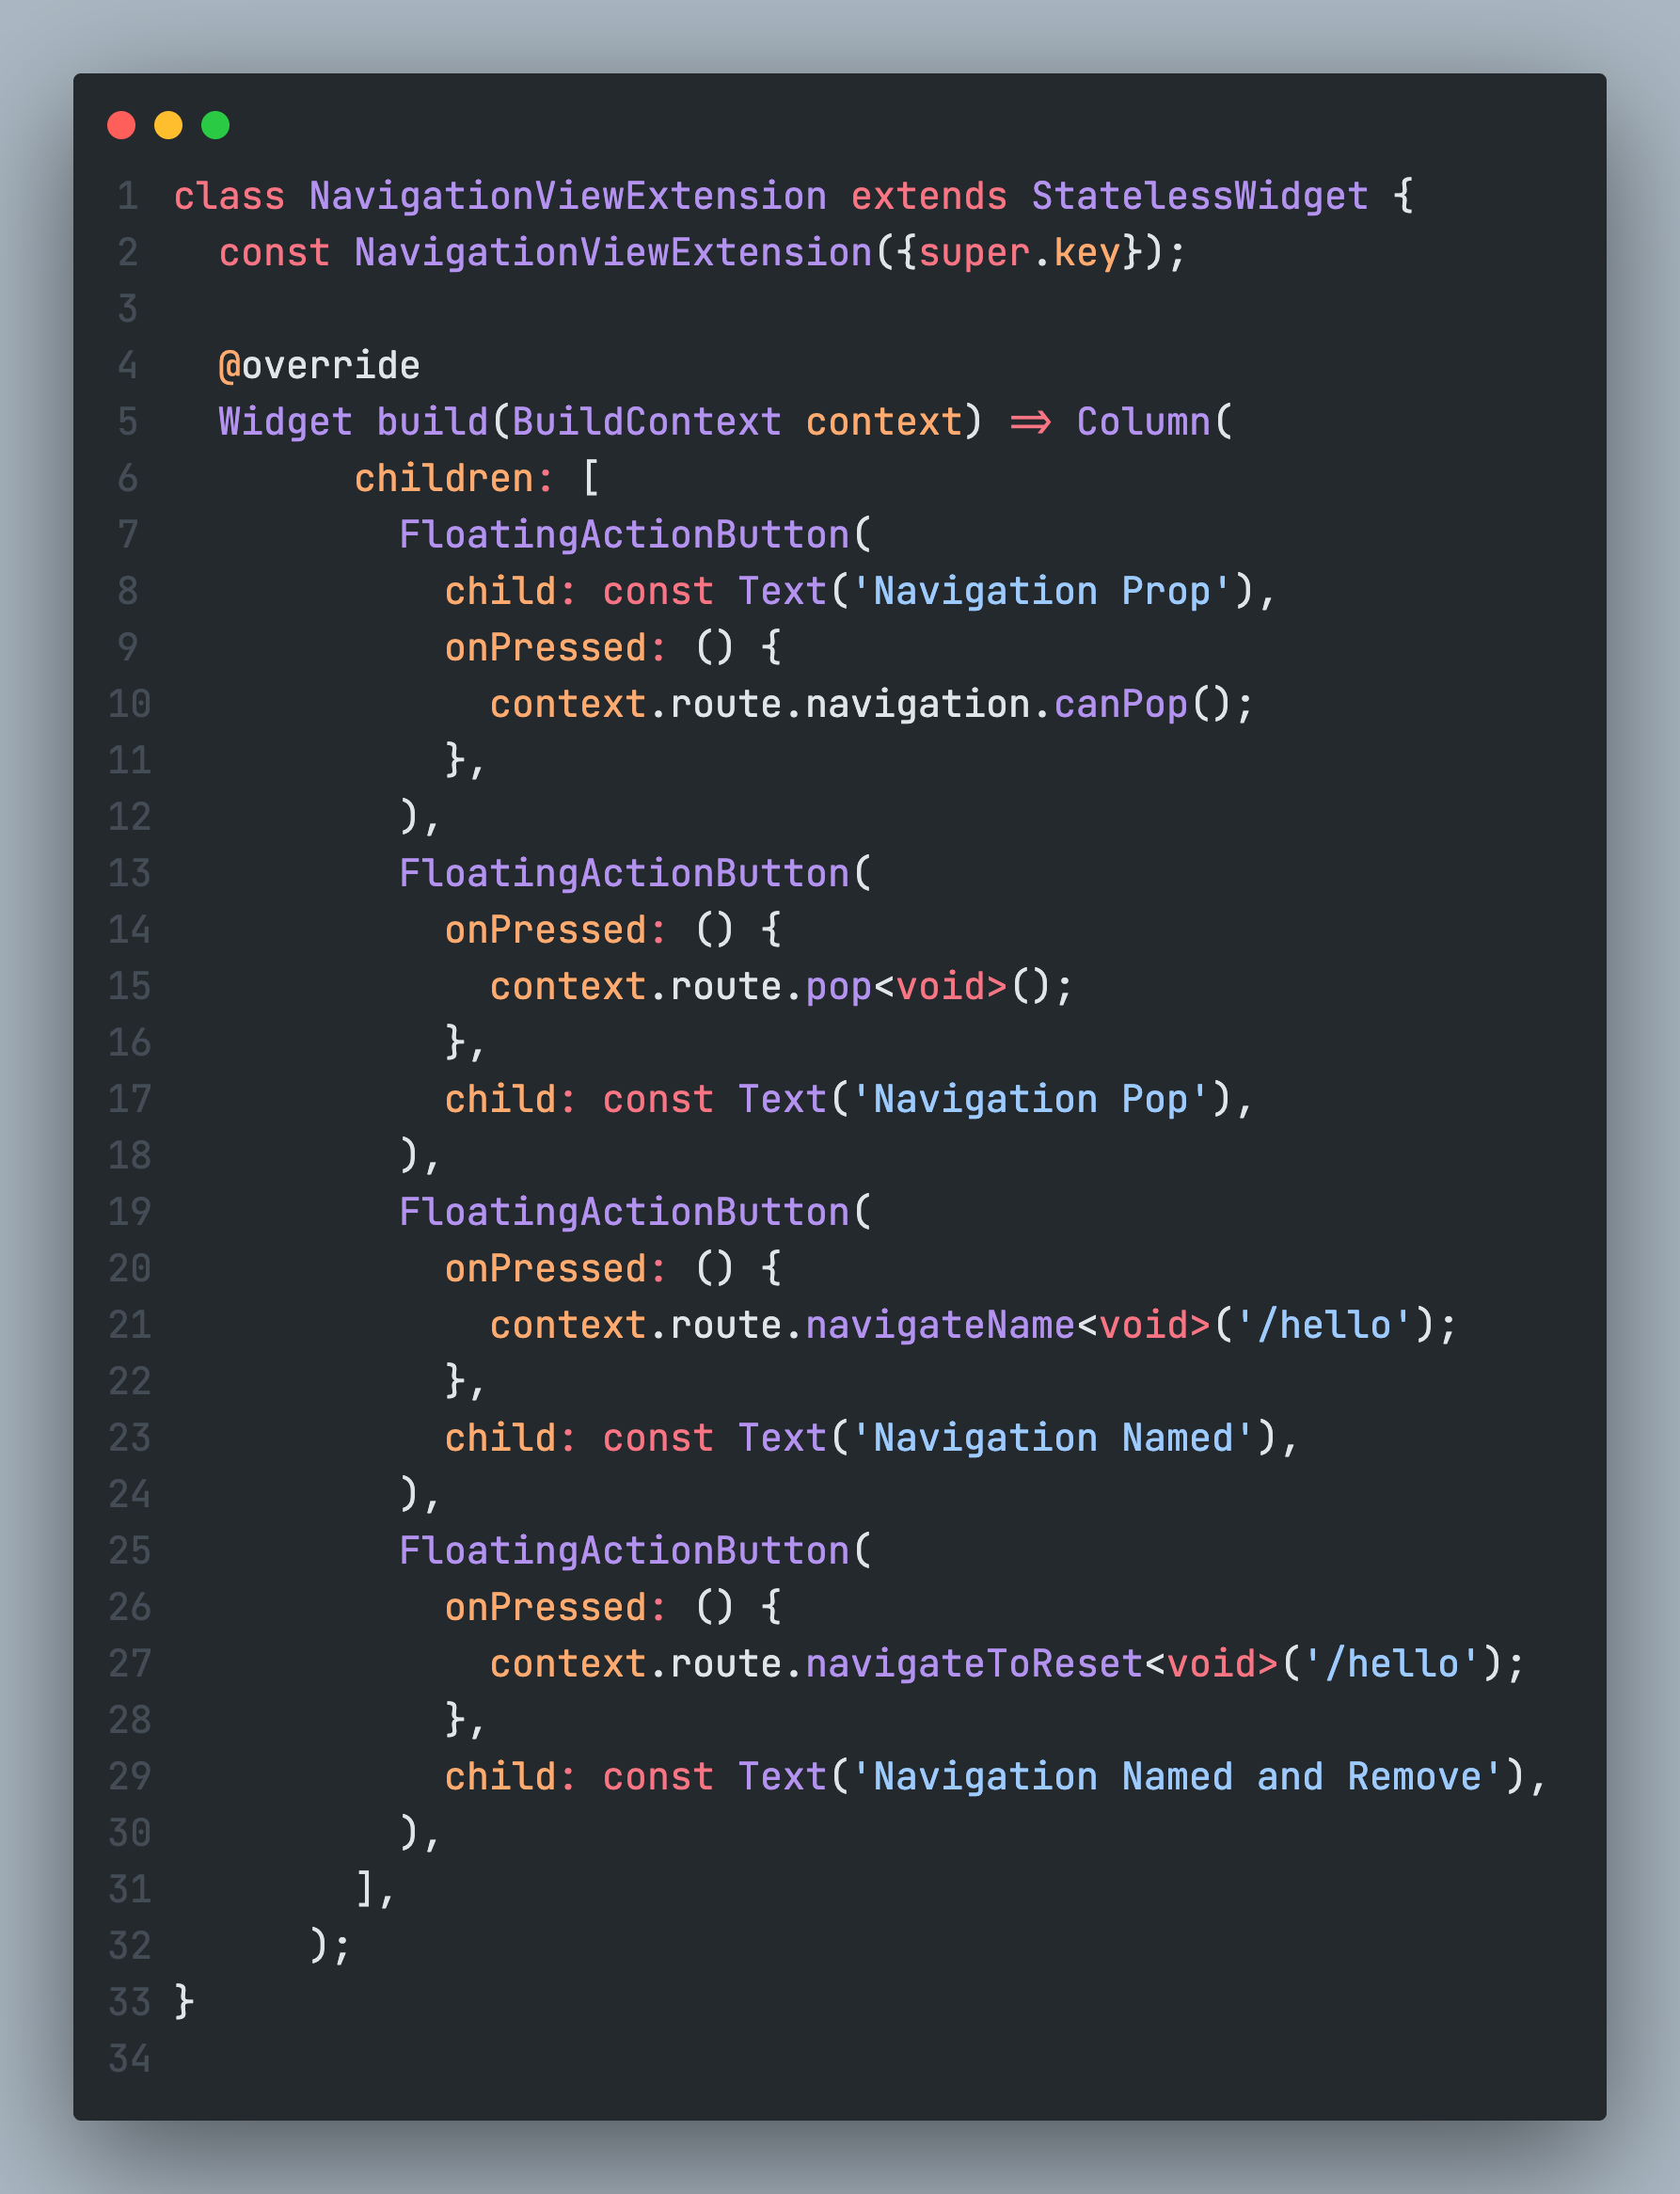 1 class NavigationViewExtension extends StatelessWidget {
2   const NavigationViewExtension({super.key});
3
4   @override
5   Widget build(BuildContext context) => Column(
6         children: [
7           FloatingActionButton(
8             child: const Text('Navigation Prop'),
9             onPressed: () {
10               context.route.navigation.canPop();
11             },
12           ),
13           FloatingActionButton(
14             onPressed: () {
15               context.route.pop<void>();
16             },
17             child: const Text('Navigation Pop'),
18           ),
19           FloatingActionButton(
20             onPressed: () {
21               context.route.navigateName<void>('/hello');
22             },
23             child: const Text('Navigation Named'),
24           ),
25           FloatingActionButton(
26             onPressed: () {
27               context.route.navigateToReset<void>('/hello');
28             },
29             child: const Text('Navigation Named and Remove'),
30           ),
31         ],
32       );
33 }
34